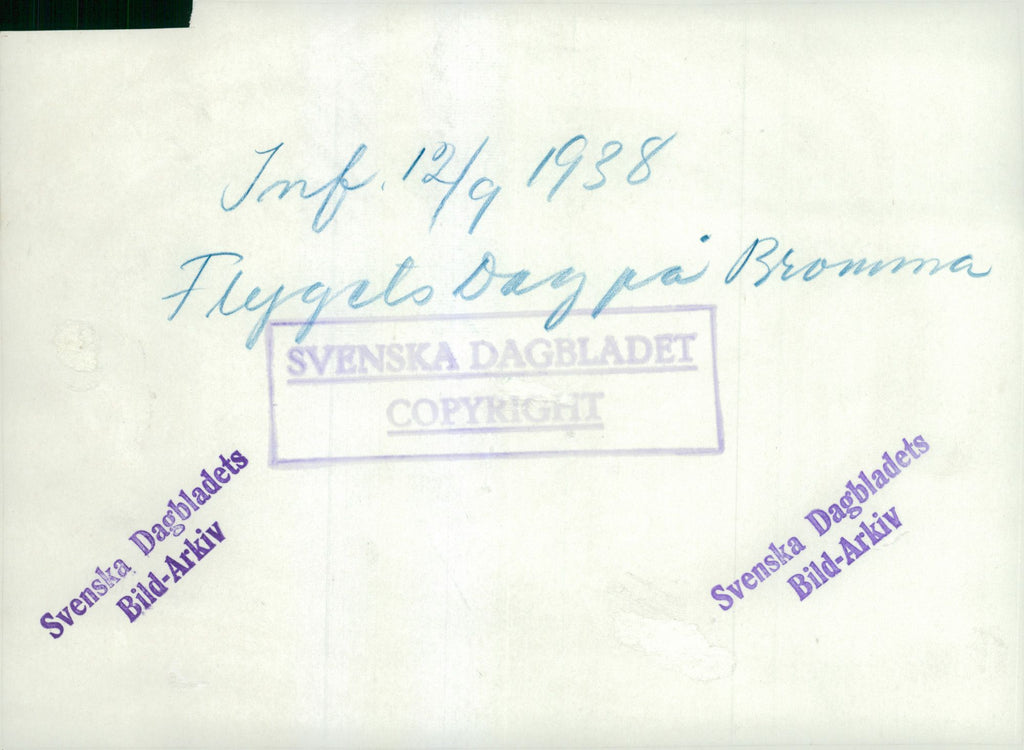 Inf. 12/9 1938
Flygets Dag på Bromma
SVENSKA DAGBLADET
COPYRIGHT
Svenska Dagbladets
Bild-Arkiv
Svenska Dagbladets
Bild-Arkiv